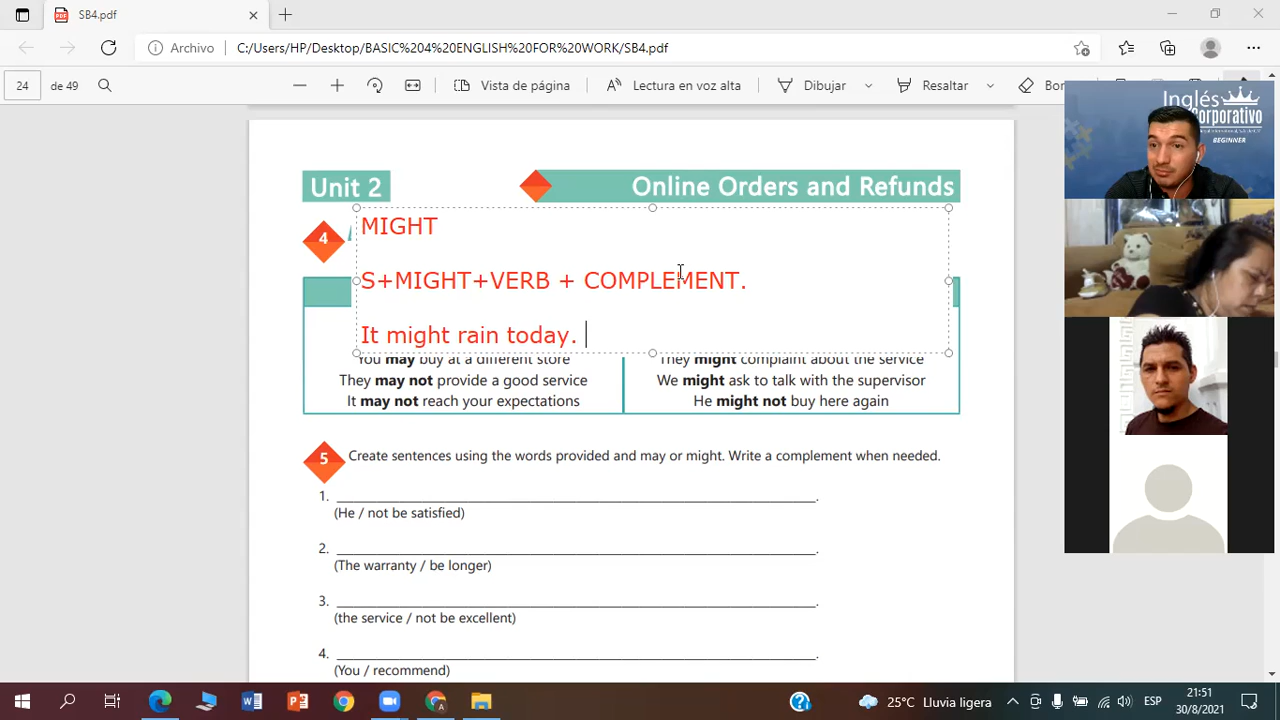 SB4.pdf
Archivo C:/Users/HP/Desktop/BASIC%204%20ENGLISH%20FOR%20WORK/SB4.pdf
24 de 49 Vista de página Lectura en voz alta Dibujar Resaltar
Inglés
Corporativo
BEGINNER
Unit 2 Online Orders and Refunds
4
MIGHT
S+MIGHT+VERB + COMPLEMENT.
It might rain today.
You may buy at a different store
They may not provide a good service
It may not reach your expectations
They might complaint about the service
We might ask to talk with the supervisor
He might not buy here again
5 Create sentences using the words provided and may or might. Write a complement when needed.
1. ______.
(He / not be satisfied)
2. ______.
(The warranty / be longer)
3. ______.
(the service / not be excellent)
4. ______.
(You / recommend)
25°C Lluvia ligera ESP 21:51
30/8/2021